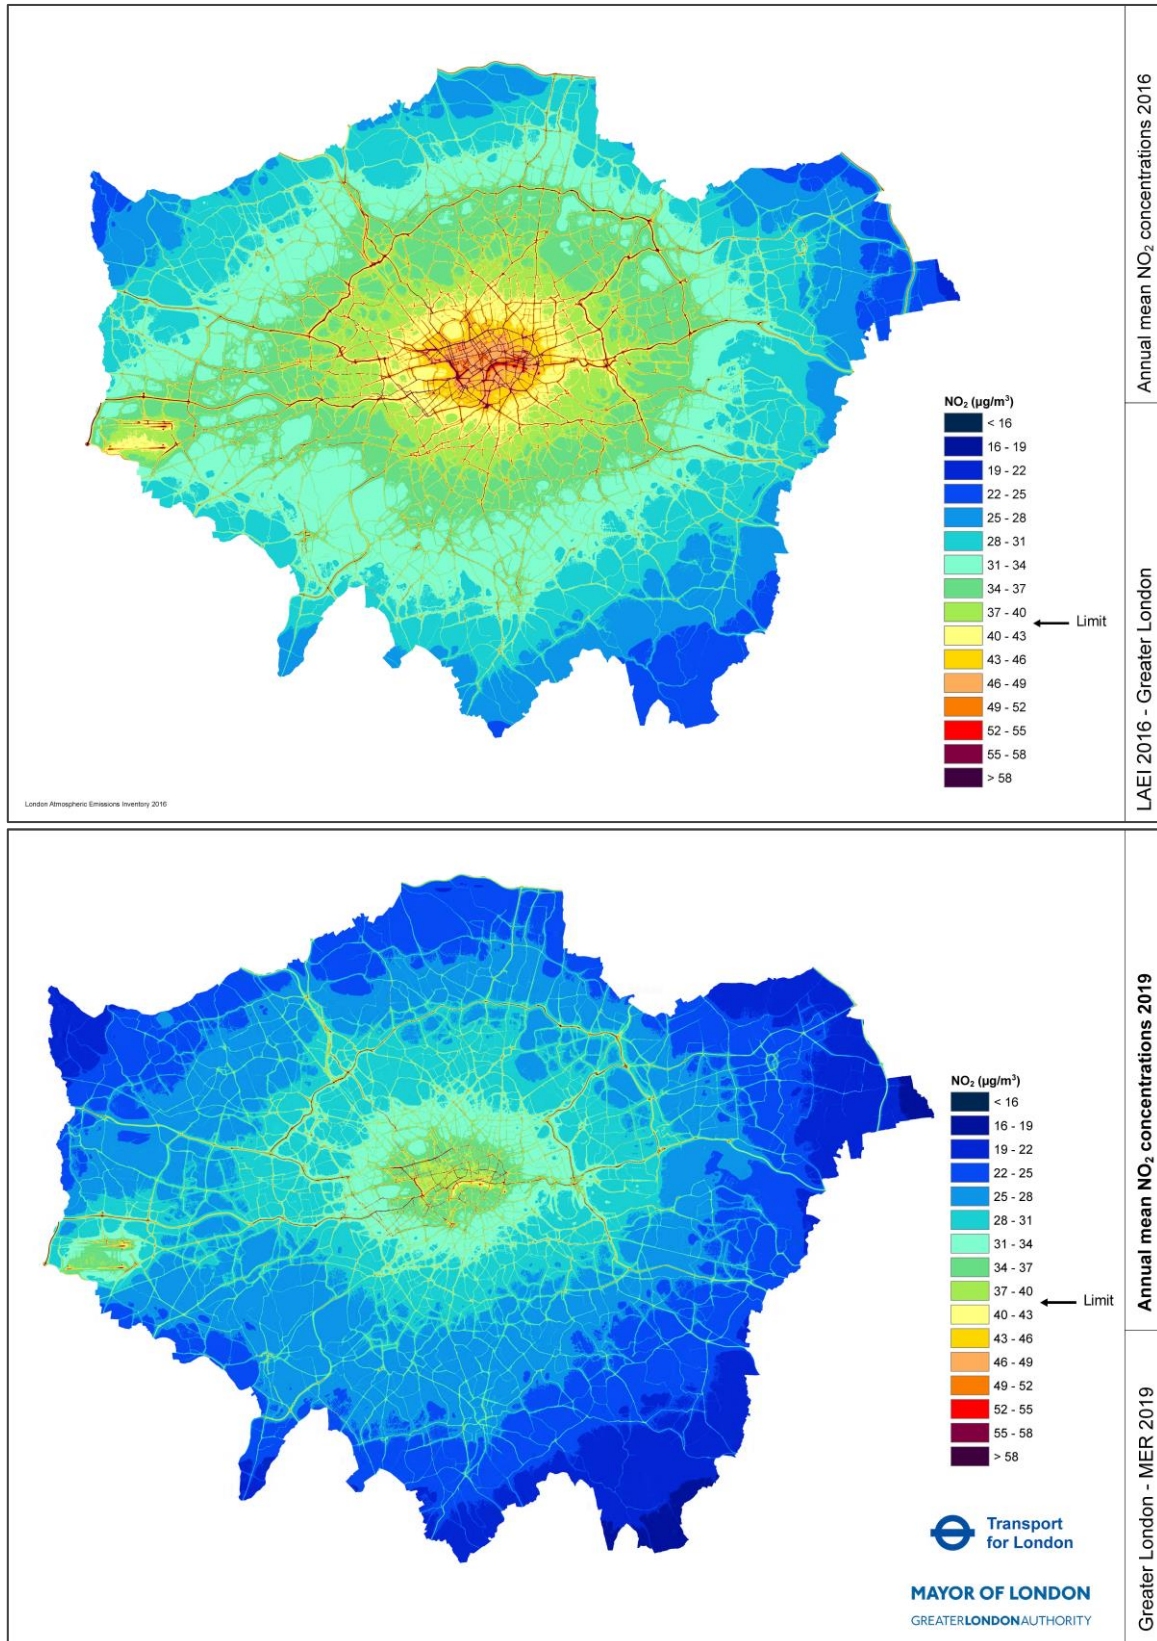 Annual mean NO₂ concentrations 2016
LAEI 2016 - Greater London
NO₂ (µg/m³)
< 16
16 - 19
19 - 22
22 - 25
25 - 28
28 - 31
31 - 34
34 - 37
37 - 40
40 - 43
43 - 46
46 - 49
49 - 52
52 - 55
55 - 58
> 58
Limit
London Atmospheric Emissions Inventory 2016
Annual mean NO₂ concentrations 2019
Greater London - MER 2019
NO₂ (µg/m³)
< 16
16 - 19
19 - 22
22 - 25
25 - 28
28 - 31
31 - 34
34 - 37
37 - 40
40 - 43
43 - 46
46 - 49
49 - 52
52 - 55
55 - 58
> 58
Limit
Transport
for London
MAYOR OF LONDON
GREATERLONDONAUTHORITY